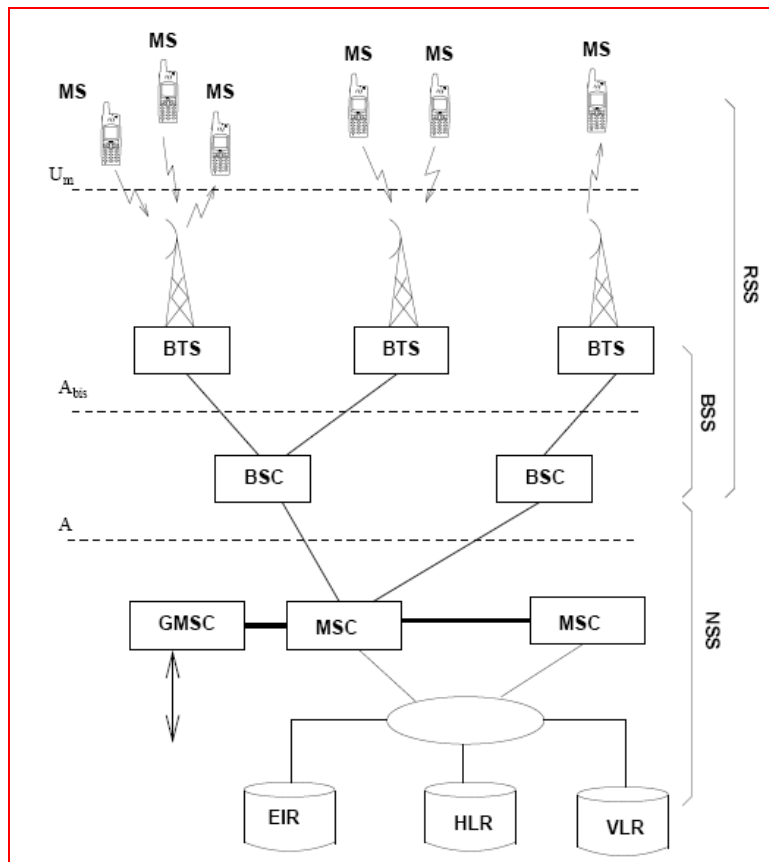 MS
MS
MS
MS
MS
MS
Um
RSS
BTS
BTS
BTS
Abis
BSS
BSC
BSC
A
GMSC
MSC
MSC
NSS
EIR
HLR
VLR